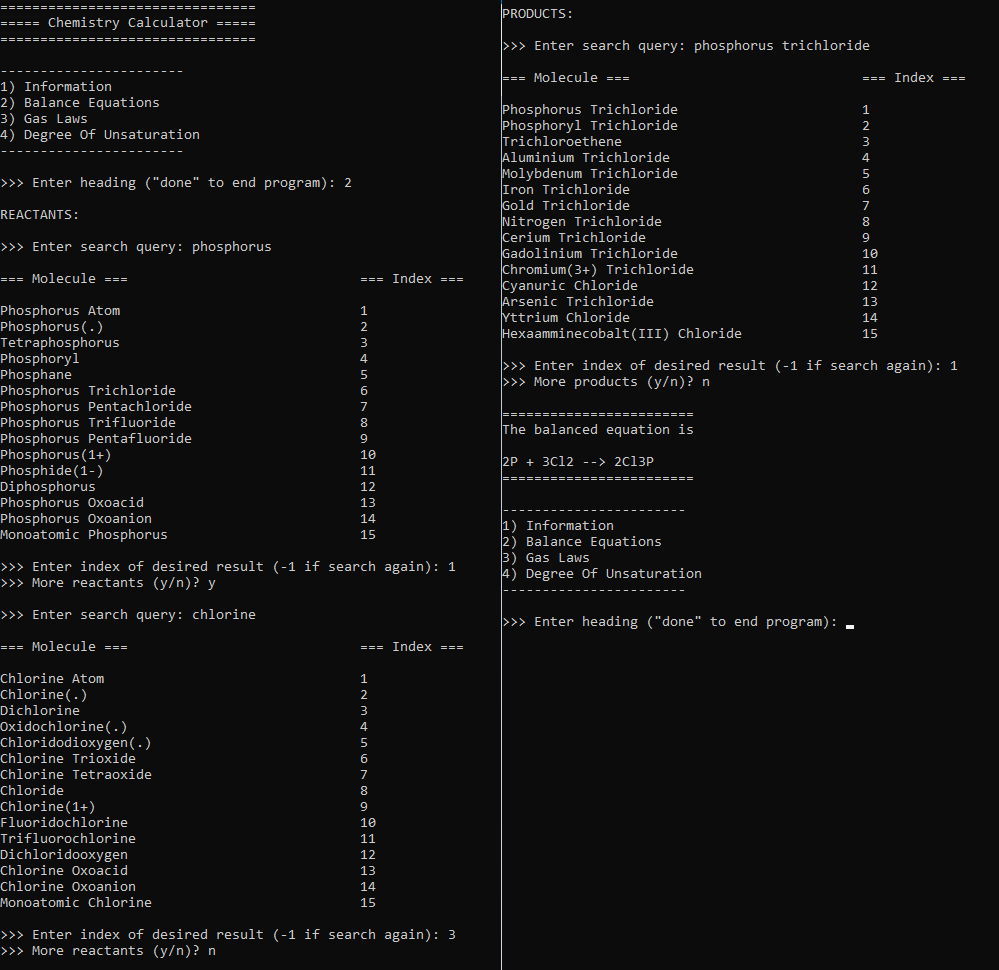 ================================
===== Chemistry Calculator =====
================================
-----------------------
1) Information
2) Balance Equations
3) Gas Laws
4) Degree Of Unsaturation
-----------------------
>>> Enter heading ("done" to end program): 2
REACTANTS:
>>> Enter search query: phosphorus
=== Molecule === === Index ===
Phosphorus Atom 1
Phosphorus(.) 2
Tetraphosphorus 3
Phosphoryl 4
Phosphane 5
Phosphorus Trichloride 6
Phosphorus Pentachloride 7
Phosphorus Trifluoride 8
Phosphorus Pentafluoride 9
Phosphorus(1+) 10
Phosphide(1-) 11
Diphosphorus 12
Phosphorus Oxoacid 13
Phosphorus Oxoanion 14
Monoatomic Phosphorus 15
>>> Enter index of desired result (-1 if search again): 1
>>> More reactants (y/n)? y
>>> Enter search query: chlorine
=== Molecule === === Index ===
Chlorine Atom 1
Chlorine(.) 2
Dichlorine 3
Oxidochlorine(.) 4
Chloridodioxygen(.) 5
Chlorine Trioxide 6
Chlorine Tetraoxide 7
Chloride 8
Chlorine(1+) 9
Fluoridochlorine 10
Trifluorochlorine 11
Dichloridooxygen 12
Chlorine Oxoacid 13
Chlorine Oxoanion 14
Monoatomic Chlorine 15
>>> Enter index of desired result (-1 if search again): 3
>>> More reactants (y/n)? n
PRODUCTS:
>>> Enter search query: phosphorus trichloride
=== Molecule === === Index ===
Phosphorus Trichloride 1
Phosphoryl Trichloride 2
Trichloroethene 3
Aluminium Trichloride 4
Molybdenum Trichloride 5
Iron Trichloride 6
Gold Trichloride 7
Nitrogen Trichloride 8
Cerium Trichloride 9
Gadolinium Trichloride 10
Chromium(3+) Trichloride 11
Cyanuric Chloride 12
Arsenic Trichloride 13
Yttrium Chloride 14
Hexaamminecobalt(III) Chloride 15
>>> Enter index of desired result (-1 if search again): 1
>>> More products (y/n)? n
========================
The balanced equation is
2P + 3Cl2 --> 2Cl3P
========================
-----------------------
1) Information
2) Balance Equations
3) Gas Laws
4) Degree Of Unsaturation
-----------------------
>>> Enter heading ("done" to end program):